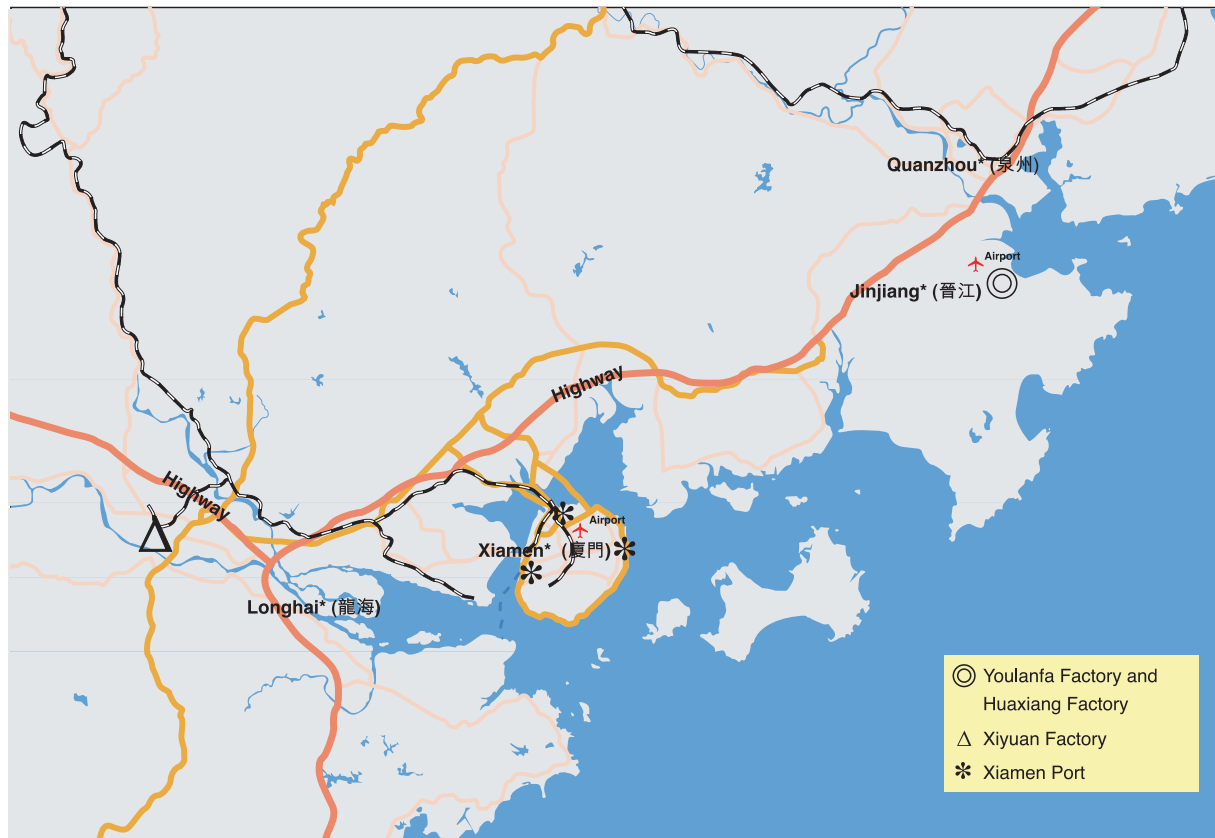 Quanzhou* (泉州)
Airport
Jinjiang* (晉江)
Highway
Highway
Airport
Xiamen* (廈門)
Longhai* (龍海)
Youlanfa Factory and
Huaxiang Factory
Xiyuan Factory
Xiamen Port